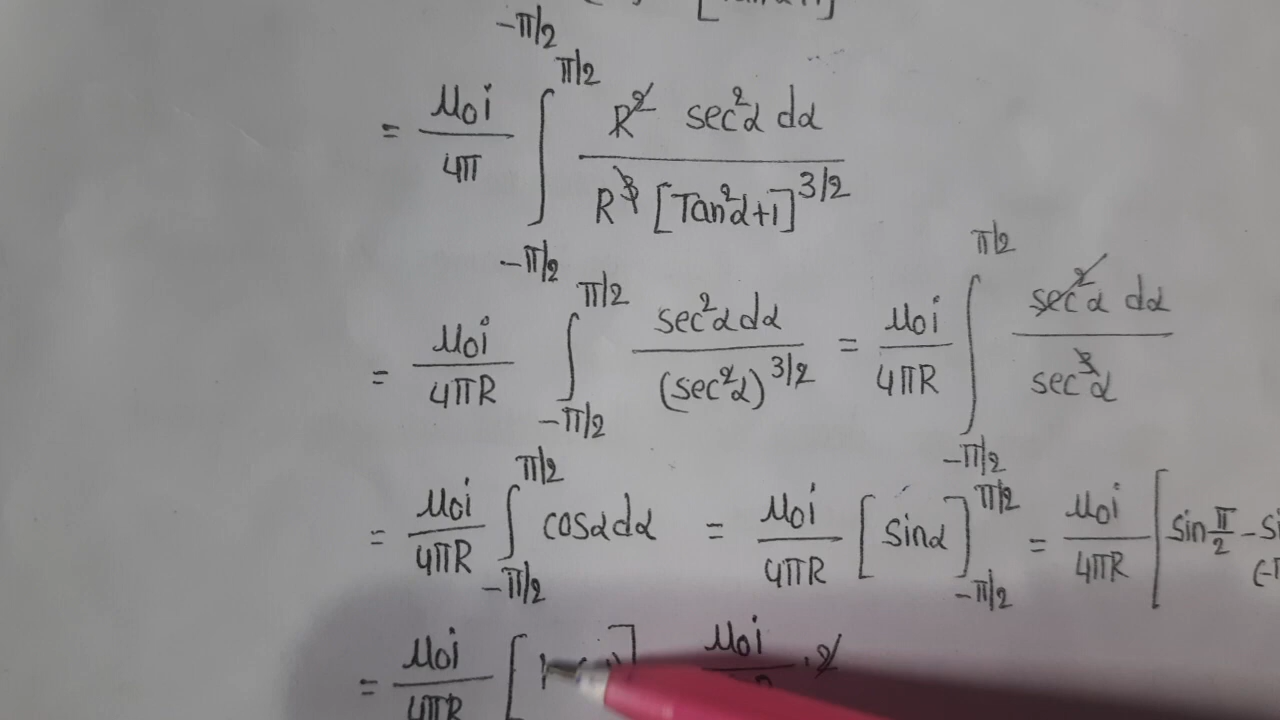 -π/2
= μ0i/4π ∫_{-π/2}^{π/2} R² sec²α dα / R³ [Tan²α+1]^{3/2}
= μ0i/4πR ∫_{-π/2}^{π/2} sec²α dα / (sec²α)^{3/2} = μ0i/4πR ∫_{-π/2}^{π/2} sec²α dα / sec³α
= μ0i/4πR ∫_{-π/2}^{π/2} cosα dα = μ0i/4πR [sinα]_{-π/2}^{π/2} = μ0i/4πR [sin π/2 -
= μ0i/4πR [ ] μ0i . 2